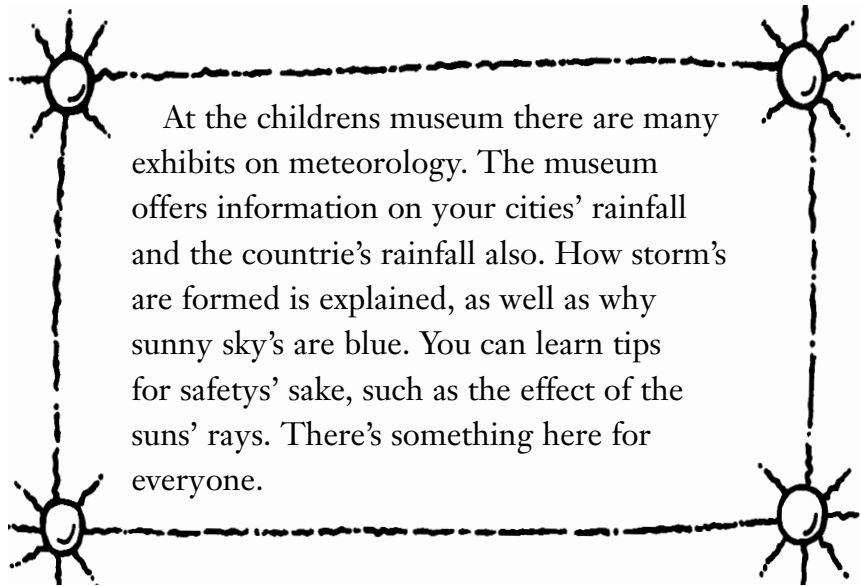 At the childrens museum there are many
exhibits on meteorology. The museum
offers information on your cities’ rainfall
and the countrie’s rainfall also. How storm’s
are formed is explained, as well as why
sunny sky’s are blue. You can learn tips
for safetys’ sake, such as the effect of the
suns’ rays. There’s something here for
everyone.